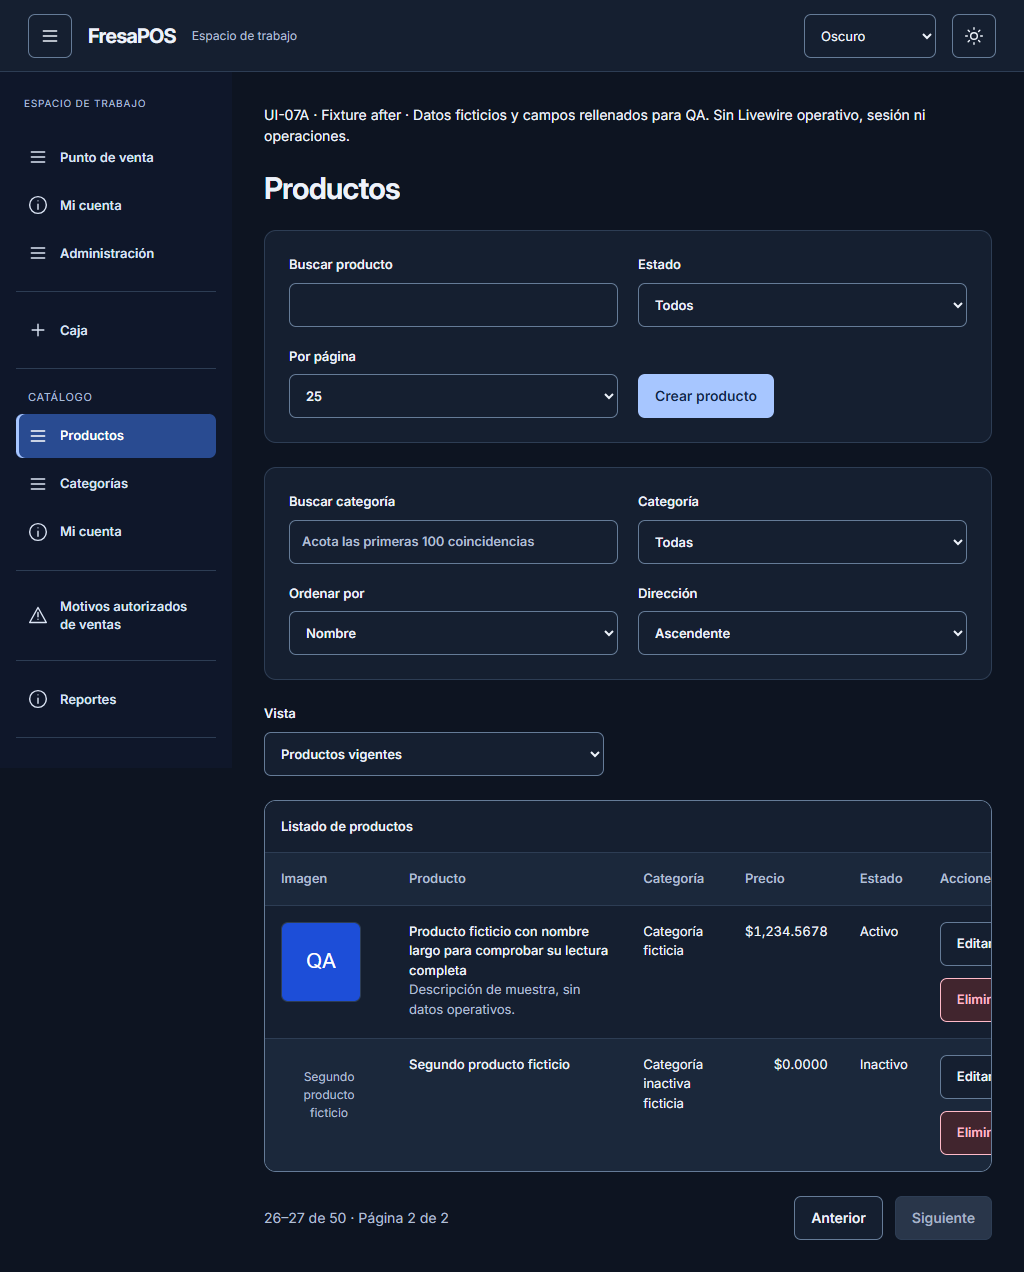 FresaPOS
Espacio de trabajo
Oscuro
ESPACIO DE TRABAJO
Punto de venta
Mi cuenta
Administración
Caja
CATÁLOGO
Productos
Categorías
Mi cuenta
Motivos autorizados
de ventas
Reportes
UI-07A · Fixture after · Datos ficticios y campos rellenados para QA. Sin Livewire operativo, sesión ni
operaciones.
Productos
Buscar producto
Estado
Todos
Por página
25
Crear producto
Buscar categoría
Categoría
Acota las primeras 100 coincidencias
Todas
Ordenar por
Dirección
Nombre
Ascendente
Vista
Productos vigentes
Listado de productos
Imagen Producto Categoría Precio Estado Accione
QA
Producto ficticio con nombre
largo para comprobar su lectura
completa
Descripción de muestra, sin
datos operativos.
Categoría
ficticia
$1,234.5678
Activo
Editar
Elimin
Segundo
producto
ficticio
Segundo producto ficticio
Categoría
inactiva
ficticia
$0.0000
Inactivo
Editar
Elimin
26–27 de 50 · Página 2 de 2
Anterior
Siguiente